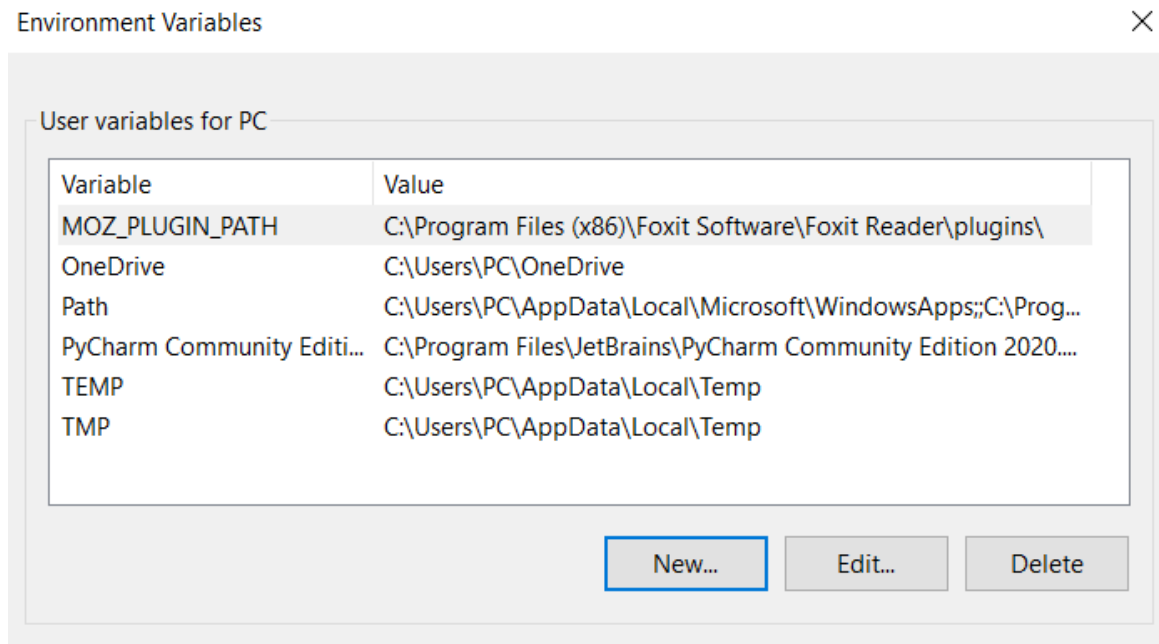 Environment Variables
User variables for PC
Variable Value
MOZ_PLUGIN_PATH C:\Program Files (x86)\Foxit Software\Foxit Reader\plugins\
OneDrive C:\Users\PC\OneDrive
Path C:\Users\PC\AppData\Local\Microsoft\WindowsApps;;C:\Prog...
PyCharm Community Editi... C:\Program Files\JetBrains\PyCharm Community Edition 2020....
TEMP C:\Users\PC\AppData\Local\Temp
TMP C:\Users\PC\AppData\Local\Temp
New... Edit... Delete